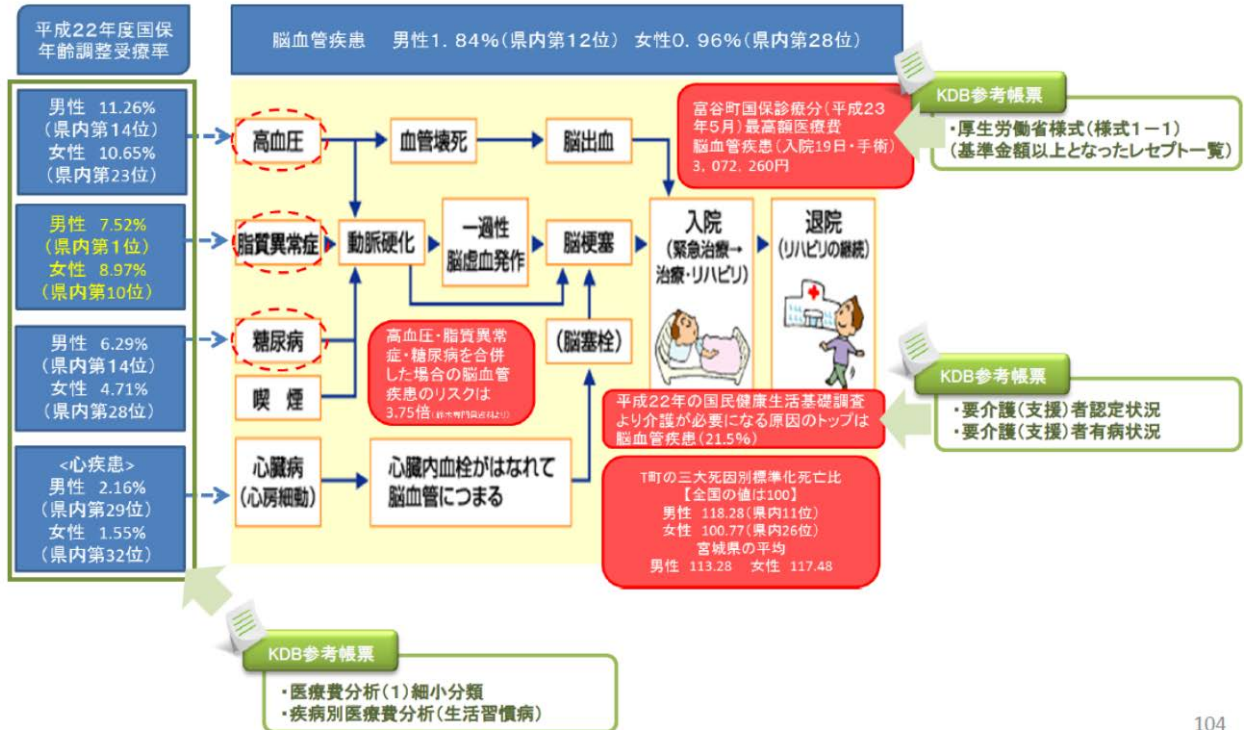 平成22年度国保
年齢調整受療率
脳血管疾患　男性1.84%(県内第12位)　女性0.96%(県内第28位)
男性 11.26%
(県内第14位)
女性 10.65%
(県内第23位)
男性 7.52%
(県内第1位)
女性 8.97%
(県内第10位)
男性 6.29%
(県内第14位)
女性 4.71%
(県内第28位)
<心疾患>
男性 2.16%
(県内第29位)
女性 1.55%
(県内第32位)
高血圧
血管壊死
脳出血
脂質異常症
動脈硬化
一過性
脳虚血発作
脳梗塞
糖尿病
喫煙
(脳塞栓)
心臓病
(心房細動)
心臓内血栓がはなれて
脳血管につまる
入院
(緊急治療→
治療・リハビリ)
退院
(リハビリの継続)
富谷町国保診療分(平成23
年5月)最高額医療費
脳血管疾患(入院19日・手術)
3,072,260円
高血圧・脂質異常
症・糖尿病を合併
した場合の脳血管
疾患のリスクは
3.75倍
平成22年の国民健康生活基礎調査
より介護が必要になる原因のトップは
脳血管疾患(21.5%)
T町の三大死因別標準化死亡比
【全国の値は100】
男性 118.28(県内11位)
女性 100.77(県内26位)
宮城県の平均
男性 113.28　女性 117.48
KDB参考帳票
・厚生労働省様式(様式1-1)
(基準金額以上となったレセプト一覧)
KDB参考帳票
・要介護(支援)者認定状況
・要介護(支援)者有病状況
KDB参考帳票
・医療費分析(1)細小分類
・疾病別医療費分析(生活習慣病)
104